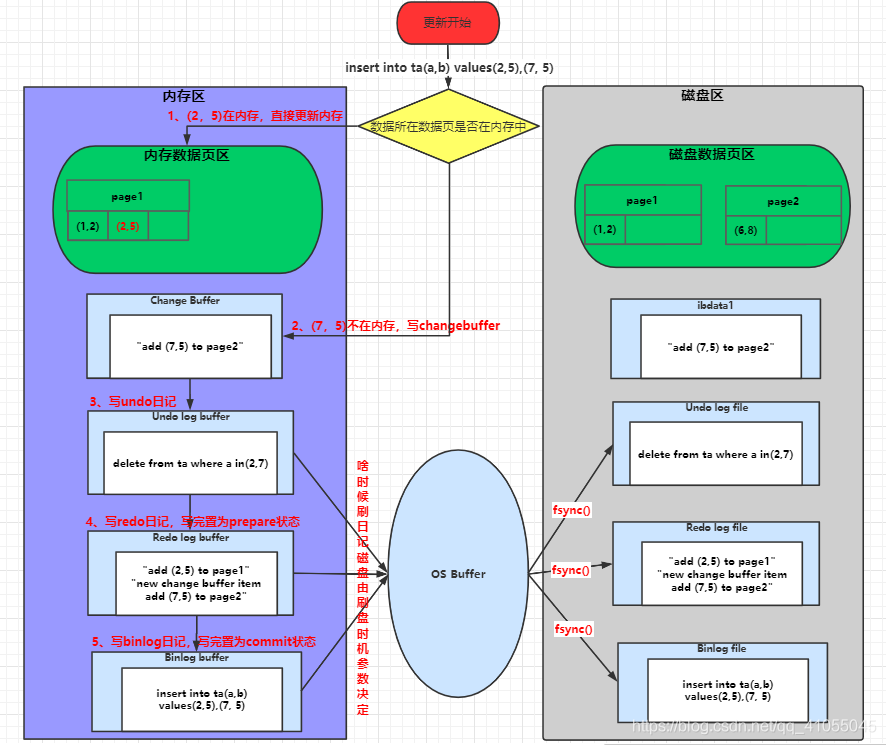 更新开始
insert into ta(a,b) values(2,5),(7, 5)
内存区
磁盘区
1、(2，5)在内存，直接更新内存
数据所在数据页是否在内存中
内存数据页区
磁盘数据页区
page1
(1,2)
(2,5)
page1
(1,2)
page2
(6,8)
Change Buffer
"add (7,5) to page2"
2、(7，5)不在内存，写changebuffer
ibdata1
"add (7,5) to page2"
3、写undo日记
Undo log buffer
delete from ta where a in(2,7)
Undo log file
delete from ta where a in(2,7)
啥时候刷日记磁盘由刷盘时机参数决定
4、写redo日记，写完置为prepare状态
Redo log buffer
"add (2,5) to page1"
"new change buffer item
add (7,5) to page2"
OS Buffer
fsync()
fsync()
fsync()
Redo log file
"add (2,5) to page1"
"new change buffer item
add (7,5) to page2"
5、写binlog日记，写完置为commit状态
Binlog buffer
insert into ta(a,b)
values(2,5),(7, 5)
Binlog file
insert into ta(a,b)
values(2,5),(7, 5)
https://blog.csdn.net/qq_41055045